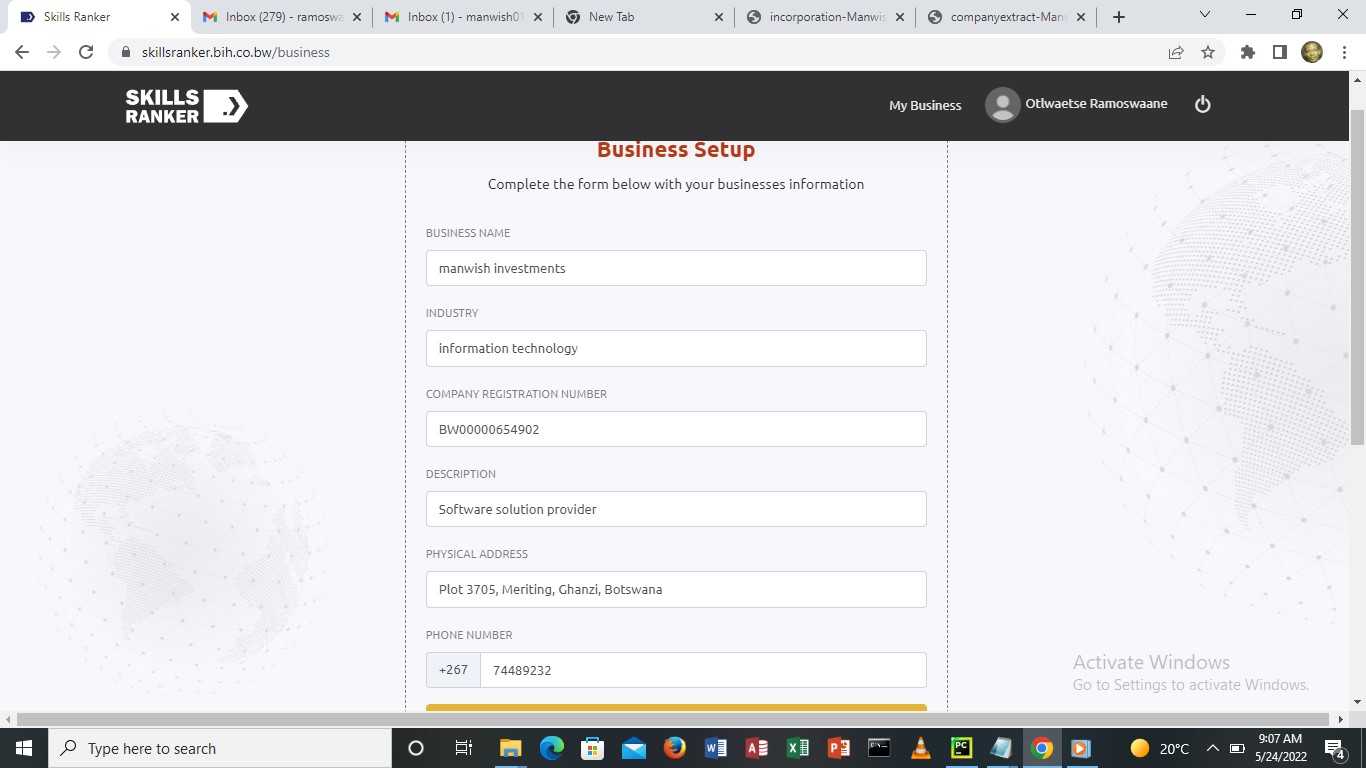 Skills Ranker
Inbox (279) - ramoswa
Inbox (1) - manwish01
New Tab
incorporation-Manwis
companyextract-Man
skillsranker.bih.co.bw/business
SKILLS
RANKER
My Business
Otlwaetse Ramoswaane
Business Setup
Complete the form below with your businesses information
BUSINESS NAME
manwish investments
INDUSTRY
information technology
COMPANY REGISTRATION NUMBER
BW00000654902
DESCRIPTION
Software solution provider
PHYSICAL ADDRESS
Plot 3705, Meriting, Ghanzi, Botswana
PHONE NUMBER
+267 74489232
Activate Windows
Go to Settings to activate Windows.
Type here to search
20°C
9:07 AM
5/24/2022
4